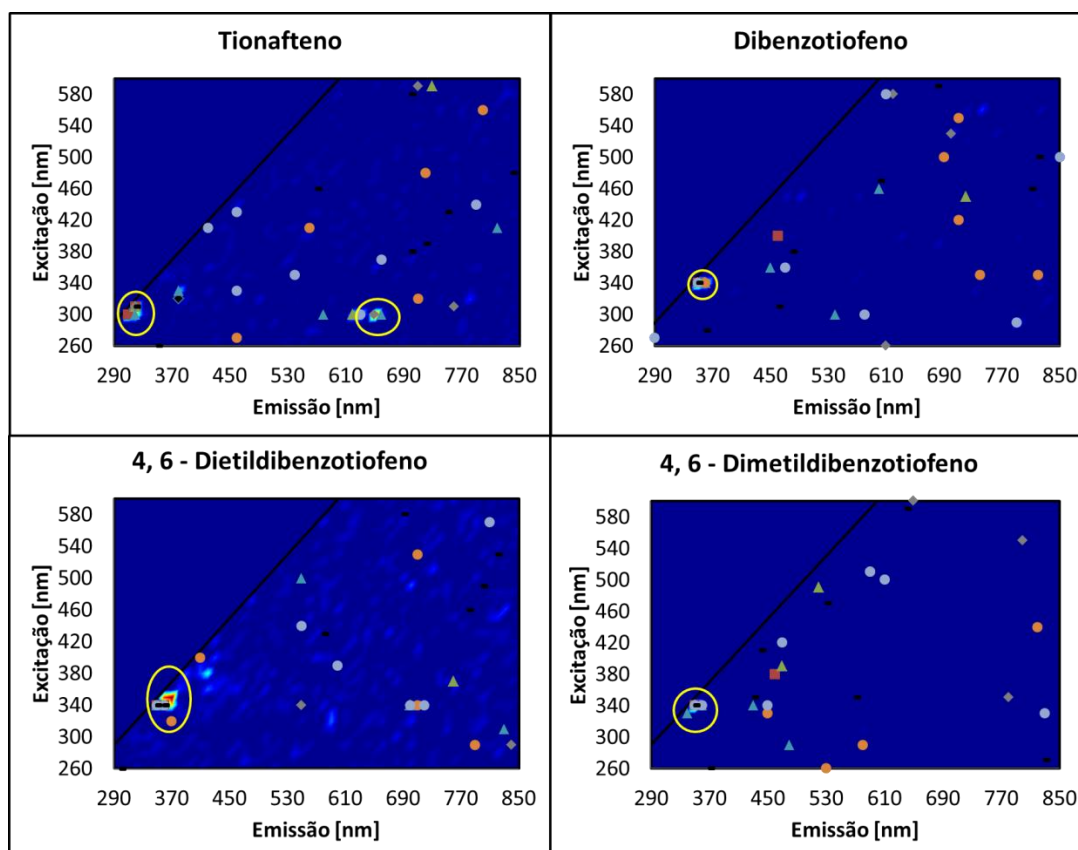 Tionafteno
Excitação [nm]
580
540
500
460
420
380
340
300
260
290 370 450 530 610 690 770 850
Emissão [nm]
Dibenzotiofeno
Excitação [nm]
580
540
500
460
420
380
340
300
260
290 370 450 530 610 690 770 850
Emissão [nm]
4, 6 - Dietildibenzotiofeno
Excitação [nm]
580
540
500
460
420
380
340
300
260
290 370 450 530 610 690 770 850
Emissão [nm]
4, 6 - Dimetildibenzotiofeno
Excitação [nm]
580
540
500
460
420
380
340
300
260
290 370 450 530 610 690 770 850
Emissão [nm]